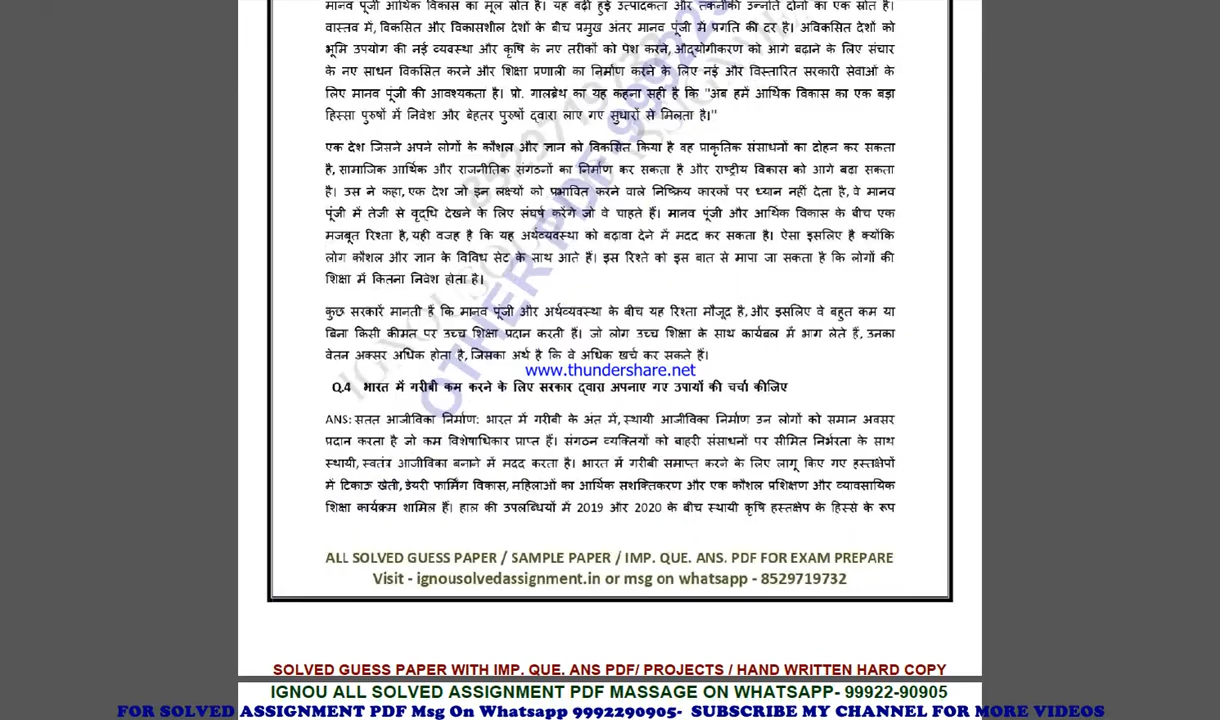 मानव पूंजी आर्थिक विकास का मूल स्रोत है। यह बढ़ी हुई उत्पादकता और तकनीकी उन्नति दोनों का एक स्रोत है।
वास्तव में, विकसित और विकासशील देशों के बीच प्रमुख अंतर मानव पूंजी में प्रगति की दर है। अविकसित देशों को
भूमि उपयोग की नई व्यवस्था और कृषि के नए तरीकों को पेश करने, औद्योगीकरण को आगे बढ़ाने के लिए संचार
के नए साधन विकसित करने और शिक्षा प्रणाली का निर्माण करने के लिए नई और विस्तारित सरकारी सेवाओं के
लिए मानव पूंजी की आवश्यकता है। प्रो. गालब्रेथ का यह कहना सही है कि "अब हमें आर्थिक विकास का एक बड़ा
हिस्सा पुरुषों में निवेश और बेहतर पुरुषों द्वारा लाए गए सुधारों से मिलता है।"
एक देश जिसने अपने लोगों के कौशल और ज्ञान को विकसित किया है वह प्राकृतिक संसाधनों का दोहन कर सकता
है, सामाजिक आर्थिक और राजनीतिक संगठनों का निर्माण कर सकता है और राष्ट्रीय विकास को आगे बढ़ा सकता
है। उस ने कहा, एक देश जो इन लक्ष्यों को प्रभावित करने वाले निष्क्रिय कारकों पर ध्यान नहीं देता है, वे मानव
पूंजी में तेजी से वृद्धि देखने के लिए संघर्ष करेंगे जो वे चाहते हैं। मानव पूंजी और आर्थिक विकास के बीच एक
मजबूत रिश्ता है, यही वजह है कि यह अर्थव्यवस्था को बढ़ावा देने में मदद कर सकता है। ऐसा इसलिए है क्योंकि
लोग कौशल और ज्ञान के विविध सेट के साथ आते हैं। इस रिश्ते को इस बात से मापा जा सकता है कि लोगों की
शिक्षा में कितना निवेश होता है।
कुछ सरकारें मानती हैं कि मानव पूंजी और अर्थव्यवस्था के बीच यह रिश्ता मौजूद है, और इसलिए वे बहुत कम या
बिना किसी कीमत पर उच्च शिक्षा प्रदान करती हैं। जो लोग उच्च शिक्षा के साथ कार्यबल में भाग लेते हैं, उनका
वेतन अक्सर अधिक होता है, जिसका अर्थ है कि वे अधिक खर्च कर सकते हैं।
www.thundershare.net
Q.4 भारत में गरीबी कम करने के लिए सरकार द्वारा अपनाए गए उपायों की चर्चा कीजिए
ANS: सतत आजीविका निर्माण: भारत में गरीबी के अंत में, स्थायी आजीविका निर्माण उन लोगों को समान अवसर
प्रदान करता है जो कम विशेषाधिकार प्राप्त हैं। संगठन व्यक्तियों को बाहरी संसाधनों पर सीमित निर्भरता के साथ
स्थायी, स्वतंत्र आजीविका बनाने में मदद करता है। भारत में गरीबी समाप्त करने के लिए लागू किए गए हस्तक्षेपों
में टिकाऊ खेती, डेयरी फार्मिंग विकास, महिलाओं का आर्थिक सशक्तिकरण और एक कौशल प्रशिक्षण और व्यावसायिक
शिक्षा कार्यक्रम शामिल हैं। हाल की उपलब्धियों में 2019 और 2020 के बीच स्थायी कृषि हस्तक्षेप के हिस्से के रूप
ALL SOLVED GUESS PAPER / SAMPLE PAPER / IMP. QUE. ANS. PDF FOR EXAM PREPARE
Visit - ignousolvedassignment.in or msg on whatsapp - 8529719732
SOLVED GUESS PAPER WITH IMP. QUE. ANS PDF/ PROJECTS / HAND WRITTEN HARD COPY
IGNOU ALL SOLVED ASSIGNMENT PDF MASSAGE ON WHATSAPP- 99922-90905
FOR SOLVED ASSIGNMENT PDF Msg On Whatsapp 9992290905- SUBSCRIBE MY CHANNEL FOR MORE VIDEOS